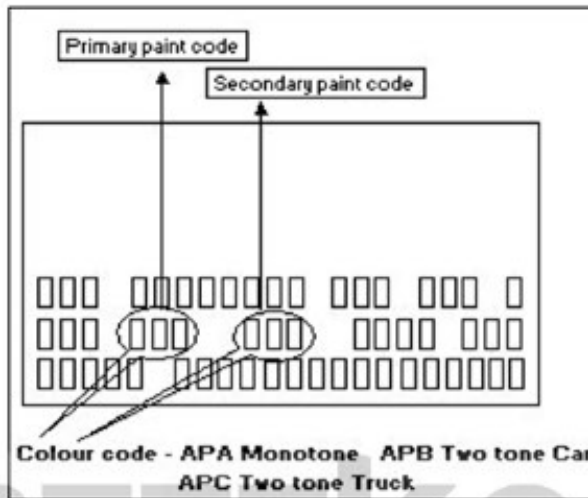 Primary paint code
Secondary paint code
Colour code - APA Monotone APB Two tone Car
APC Two tone Truck